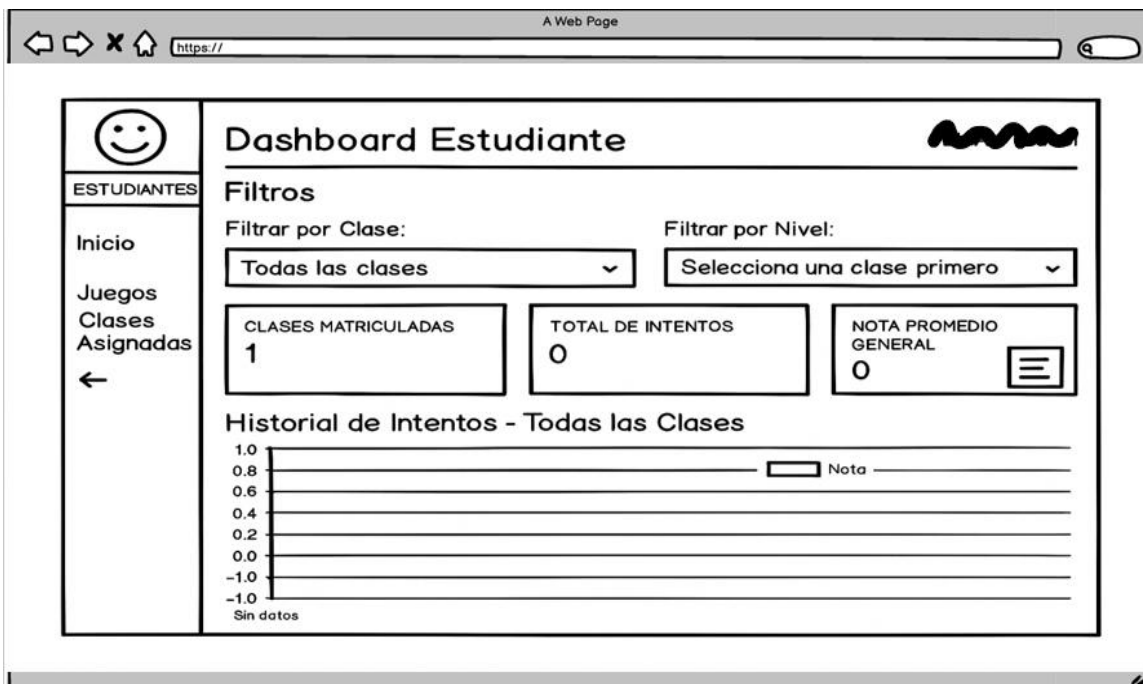 A Web Page
https://
ESTUDIANTES
Inicio
Juegos
Clases
Asignadas
Dashboard Estudiante
Filtros
Filtrar por Clase:
Todas las clases
Filtrar por Nivel:
Selecciona una clase primero
CLASES MATRICULADAS
1
TOTAL DE INTENTOS
0
NOTA PROMEDIO
GENERAL
0
Historial de Intentos - Todas las Clases
Nota
1.0
0.8
0.6
0.4
0.2
0.0
-1.0
-1.0
Sin datos